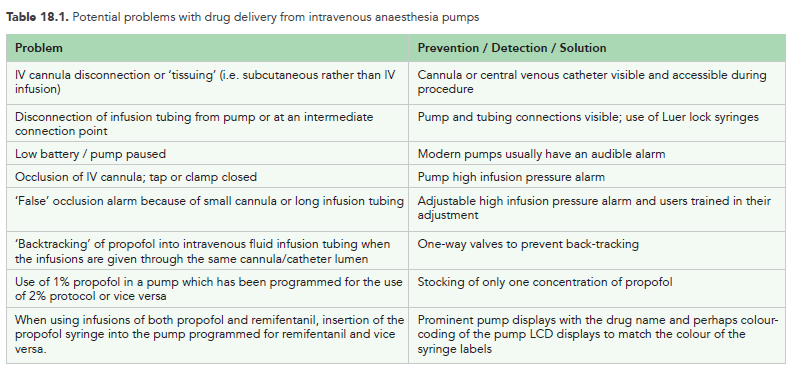 Table 18.1. Potential problems with drug delivery from intravenous anaesthesia pumps
Problem
Prevention / Detection / Solution
IV cannula disconnection or ‘tissuing’ (i.e. subcutaneous rather than IV
infusion)
Cannula or central venous catheter visible and accessible during
procedure
Disconnection of infusion tubing from pump or at an intermediate
connection point
Pump and tubing connections visible; use of Luer lock syringes
Low battery / pump paused
Modern pumps usually have an audible alarm
Occlusion of IV cannula; tap or clamp closed
Pump high infusion pressure alarm
‘False’ occlusion alarm because of small cannula or long infusion tubing
Adjustable high infusion pressure alarm and users trained in their
adjustment
‘Backtracking’ of propofol into intravenous fluid infusion tubing when
the infusions are given through the same cannula/catheter lumen
One-way valves to prevent back-tracking
Use of 1% propofol in a pump which has been programmed for the use
of 2% protocol or vice versa
Stocking of only one concentration of propofol
When using infusions of both propofol and remifentanil, insertion of the
propofol syringe into the pump programmed for remifentanil and vice
versa.
Prominent pump displays with the drug name and perhaps colour-
coding of the pump LCD displays to match the colour of the
syringe labels